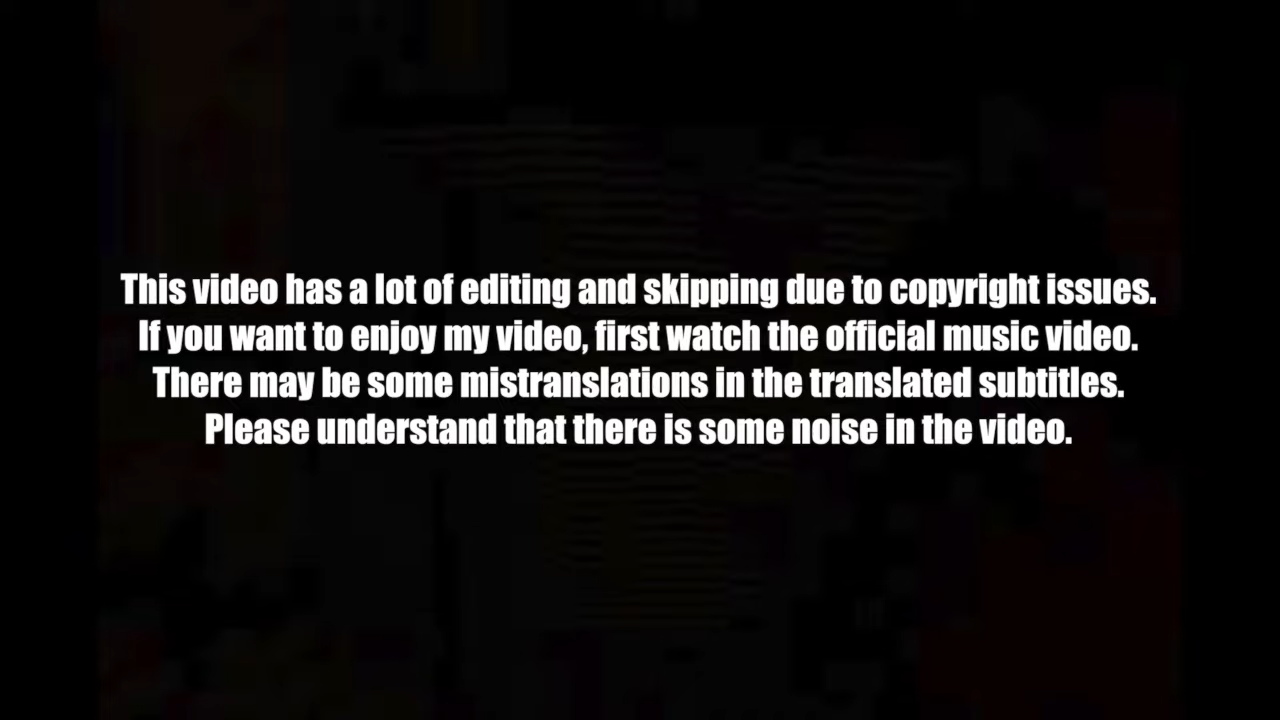 This video has a lot of editing and skipping due to copyright issues.
If you want to enjoy my video, first watch the official music video.
There may be some mistranslations in the translated subtitles.
Please understand that there is some noise in the video.